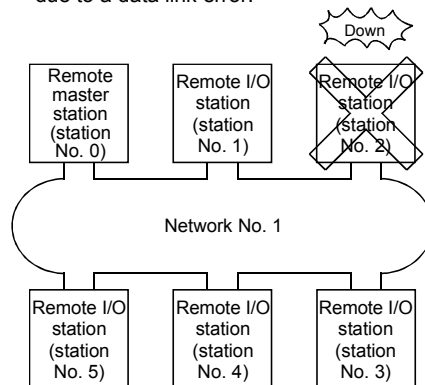 due to a data link error.
Down
Remote
master
station
(station
No. 0)
Remote I/O
station
(station
No. 1)
Remote I/O
station
(station
No. 2)
Network No. 1
Remote I/O
station
(station
No. 5)
Remote I/O
station
(station
No. 4)
Remote I/O
station
(station
No. 3)